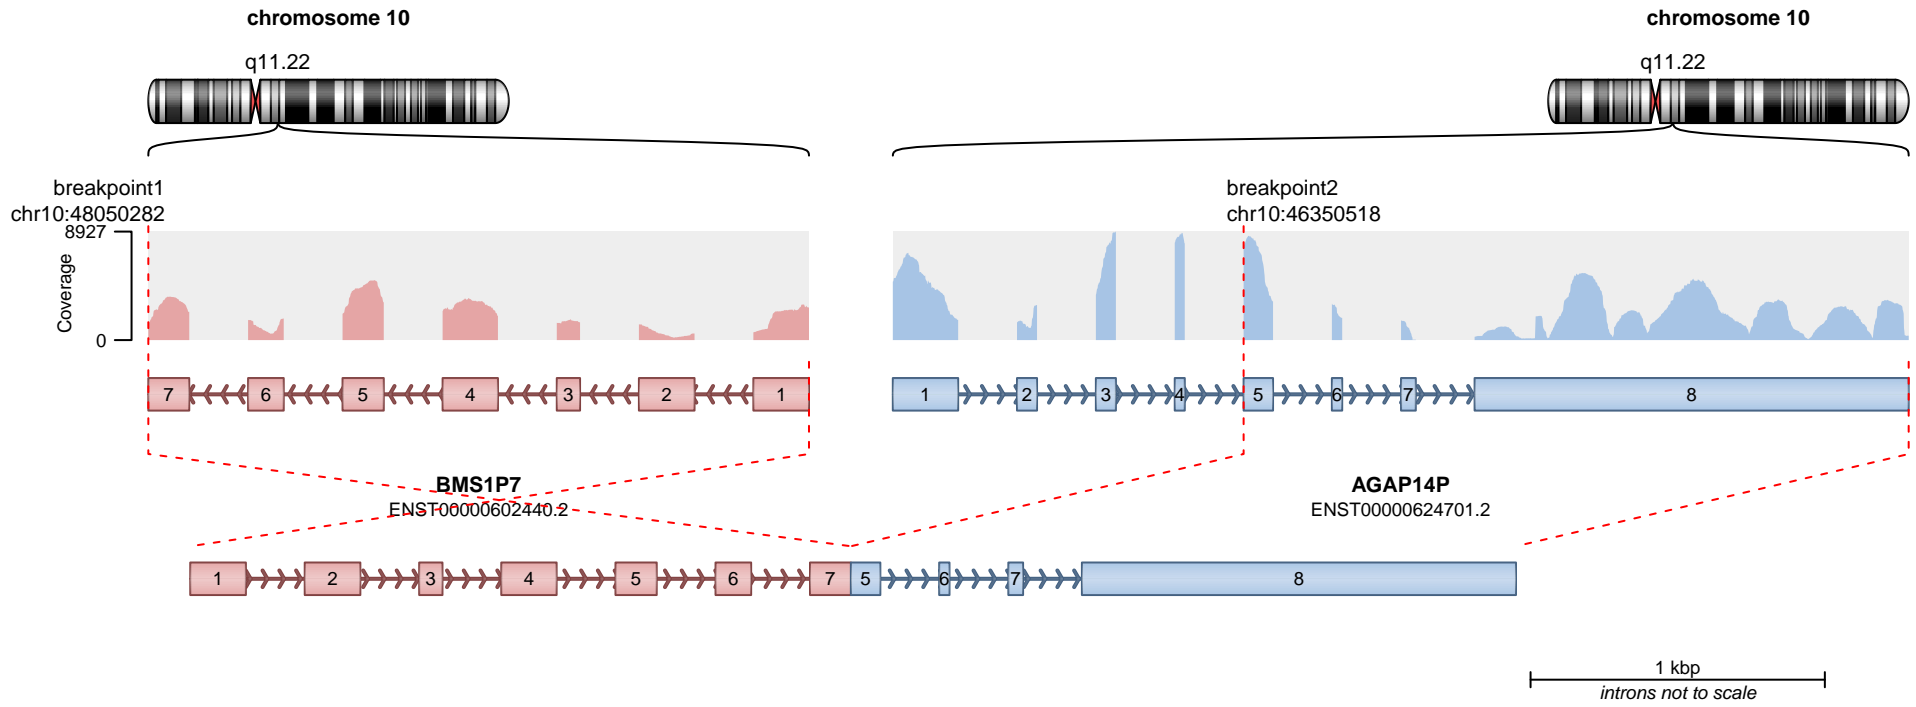 chromosome 10
chromosome 10
q11.22
q11.22
breakpoint1
chr10:48050282
breakpoint2
chr10:46350518
8927
Coverage
0
7 6 5 4 3 2 1
1 2 3 4 5 6 7 8
BMS1P7
ENST00000602440.2
AGAP14P
ENST00000624701.2
1 2 3 4 5 6 7 5 6 7 8
1 kbp
introns not to scale